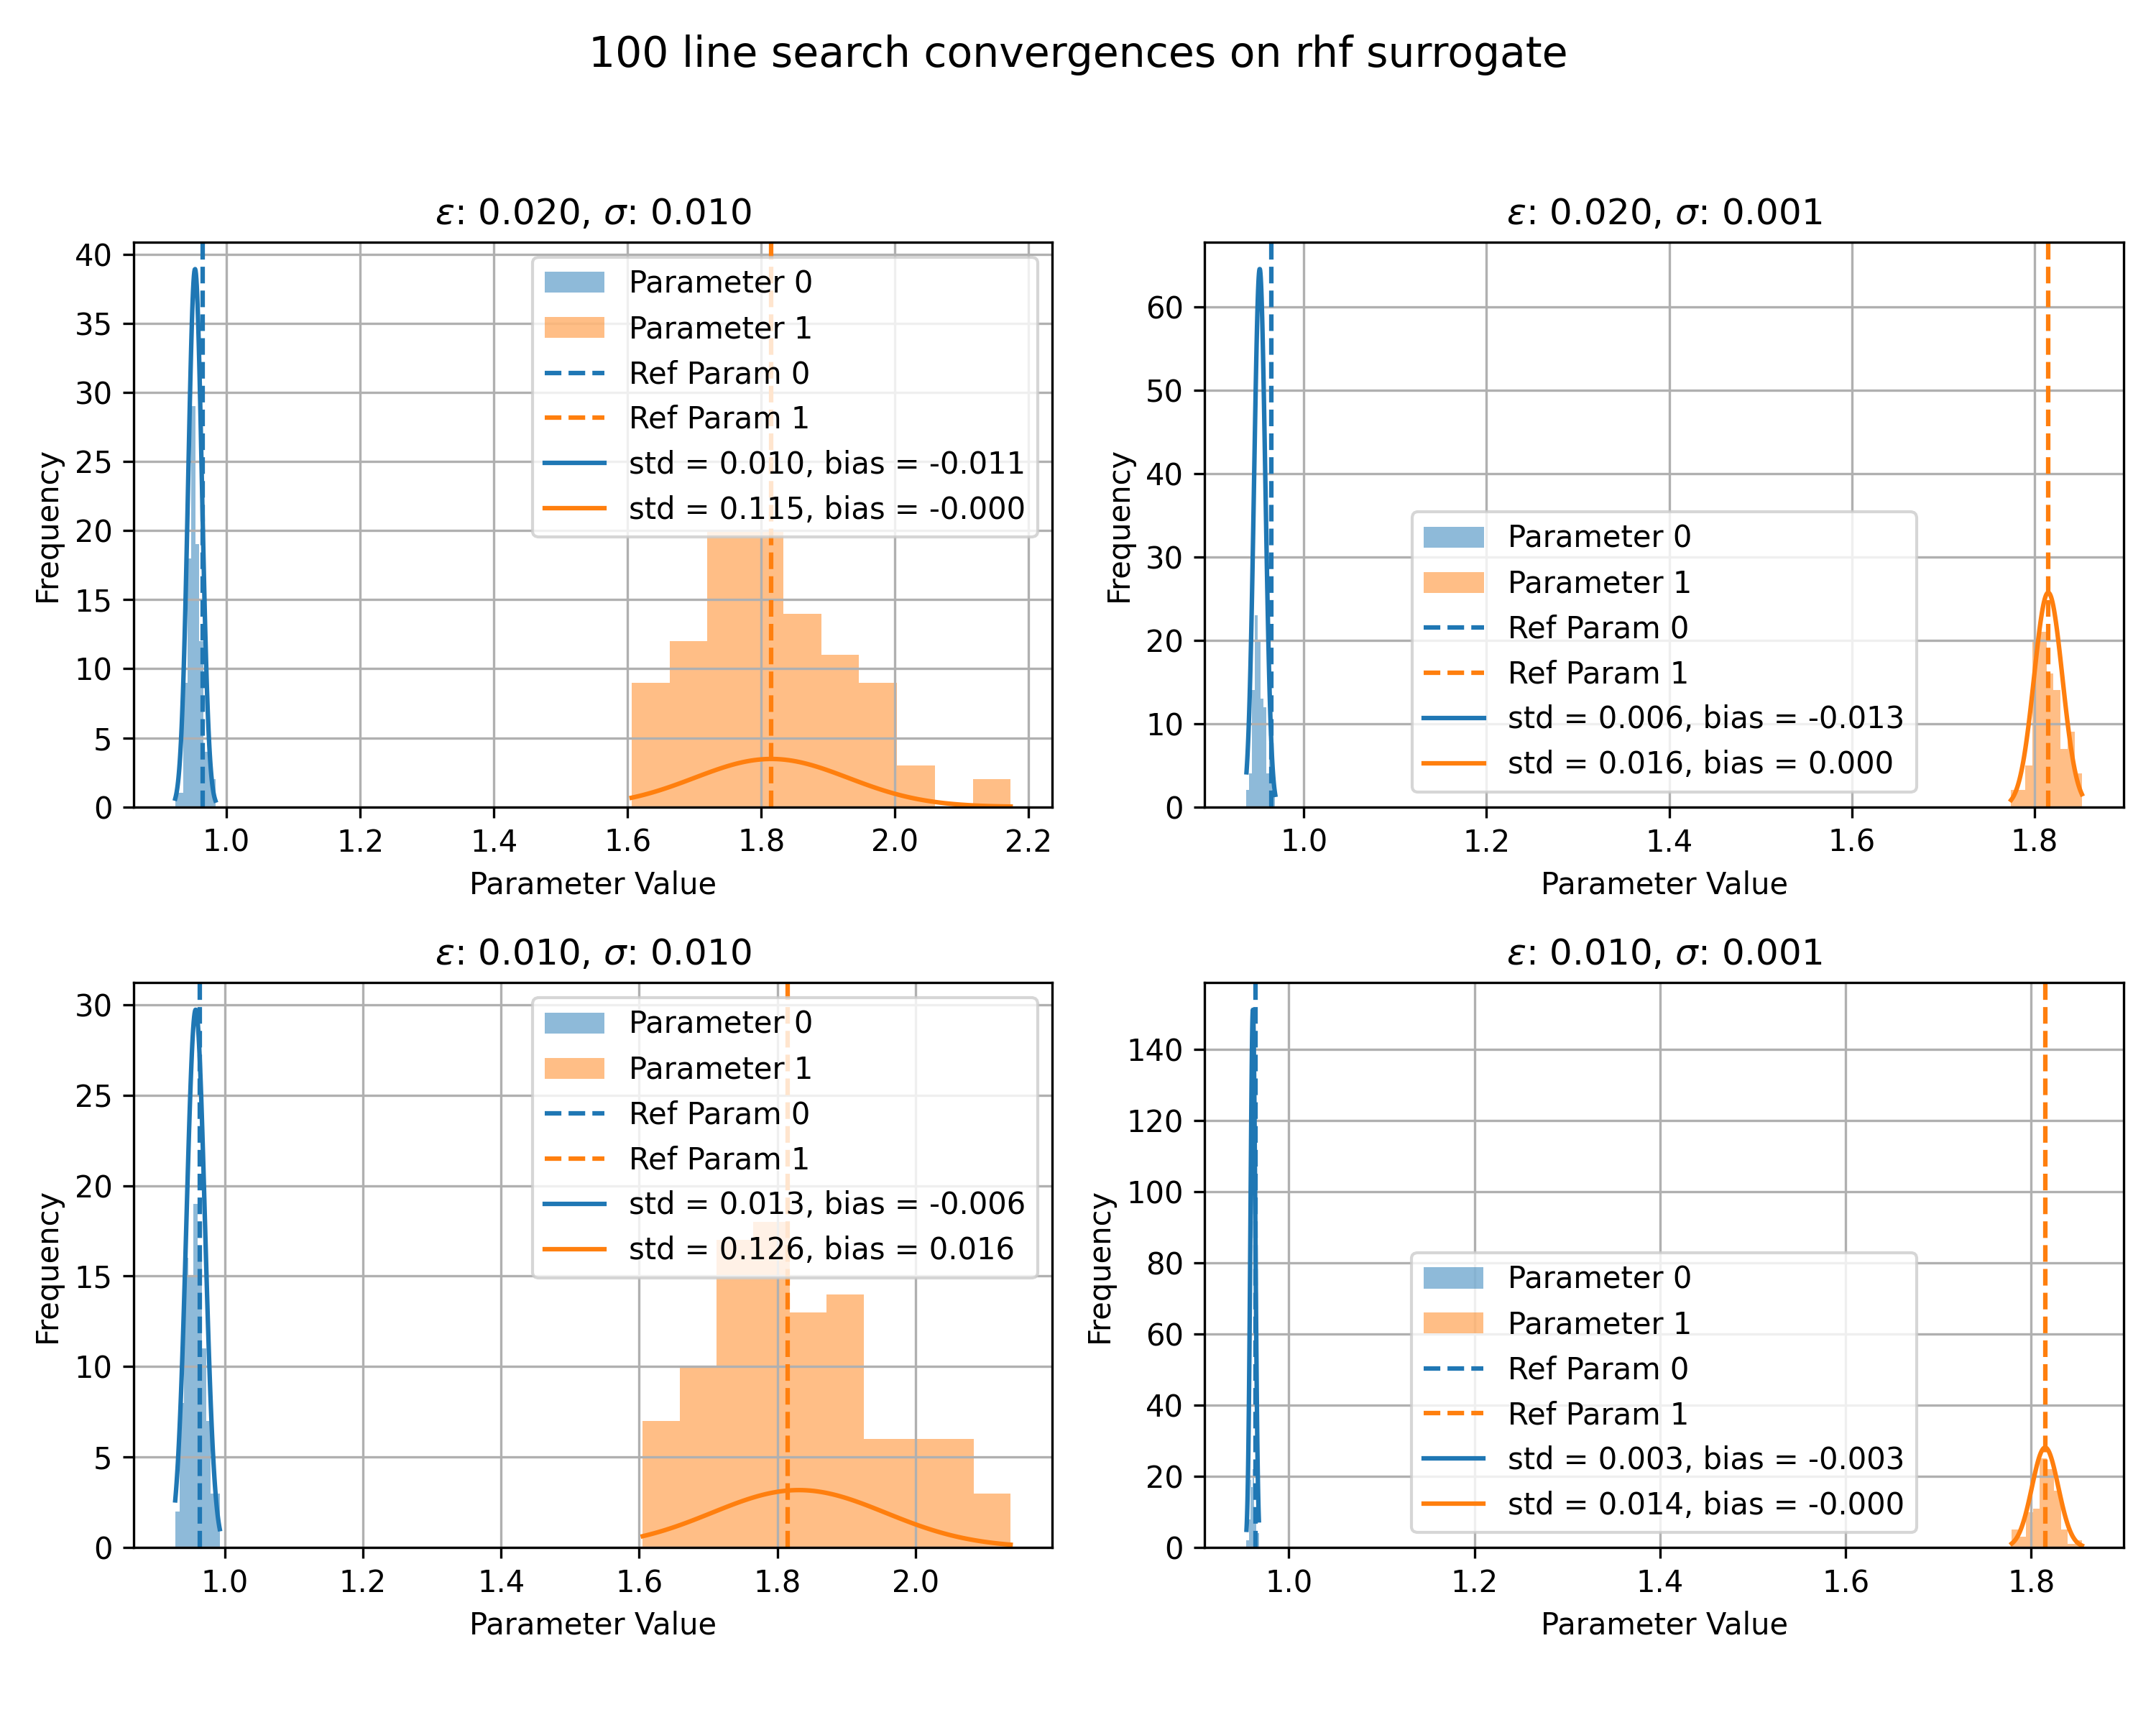 100 line search convergences on rhf surrogate
ε: 0.020, σ: 0.010
40
35
30
25
20
15
10
5
0
Frequency
Parameter 0
Parameter 1
Ref Param 0
Ref Param 1
std = 0.010, bias = -0.011
std = 0.115, bias = -0.000
1.0 1.2 1.4 1.6 1.8 2.0 2.2
Parameter Value
ε: 0.020, σ: 0.001
60
50
40
30
20
10
0
Frequency
Parameter 0
Parameter 1
Ref Param 0
Ref Param 1
std = 0.006, bias = -0.013
std = 0.016, bias = 0.000
1.0 1.2 1.4 1.6 1.8
Parameter Value
ε: 0.010, σ: 0.010
30
25
20
15
10
5
0
Frequency
Parameter 0
Parameter 1
Ref Param 0
Ref Param 1
std = 0.013, bias = -0.006
std = 0.126, bias = 0.016
1.0 1.2 1.4 1.6 1.8 2.0
Parameter Value
ε: 0.010, σ: 0.001
140
120
100
80
60
40
20
0
Frequency
Parameter 0
Parameter 1
Ref Param 0
Ref Param 1
std = 0.003, bias = -0.003
std = 0.014, bias = -0.000
1.0 1.2 1.4 1.6 1.8
Parameter Value